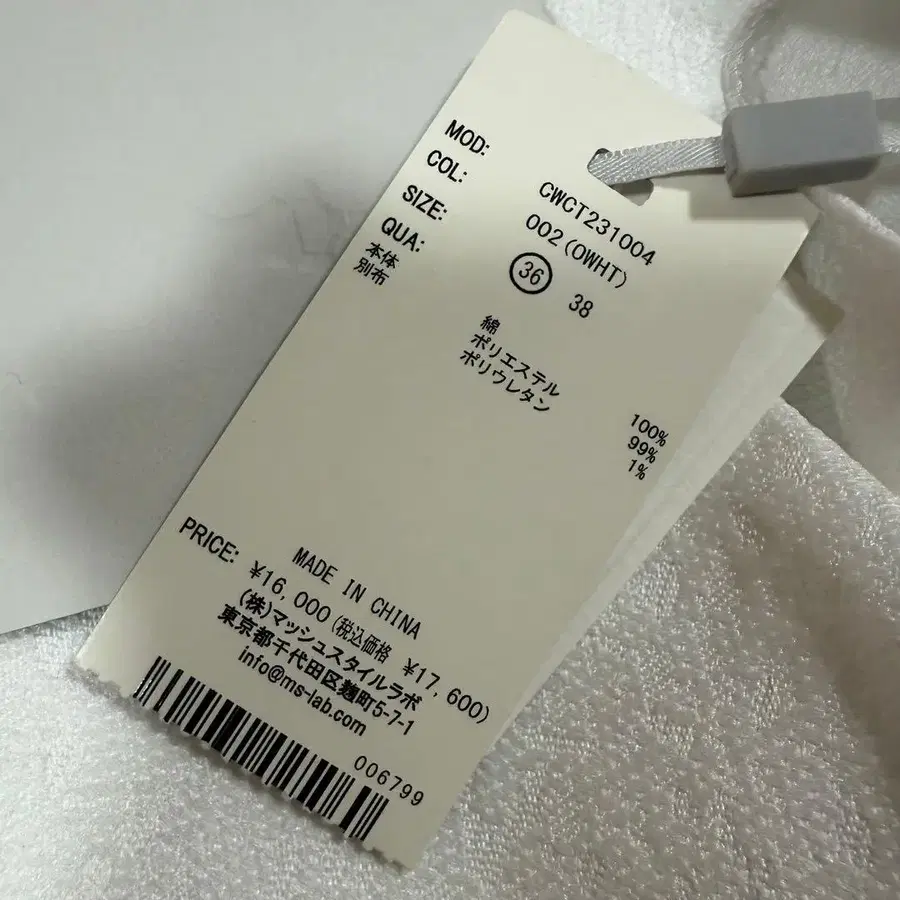 MOD: CWCT231004
COL: 002(OWHT)
SIZE: 36 38
QUA:
本体 綿 100%
別布 ポリエステル 99%
ポリウレタン 1%
MADE IN CHINA
PRICE: ¥16,000(税込価格 ¥17,600)
(株)マッシュスタイルラボ
東京都千代田区麹町5-7-1
info@ms-lab.com
006799